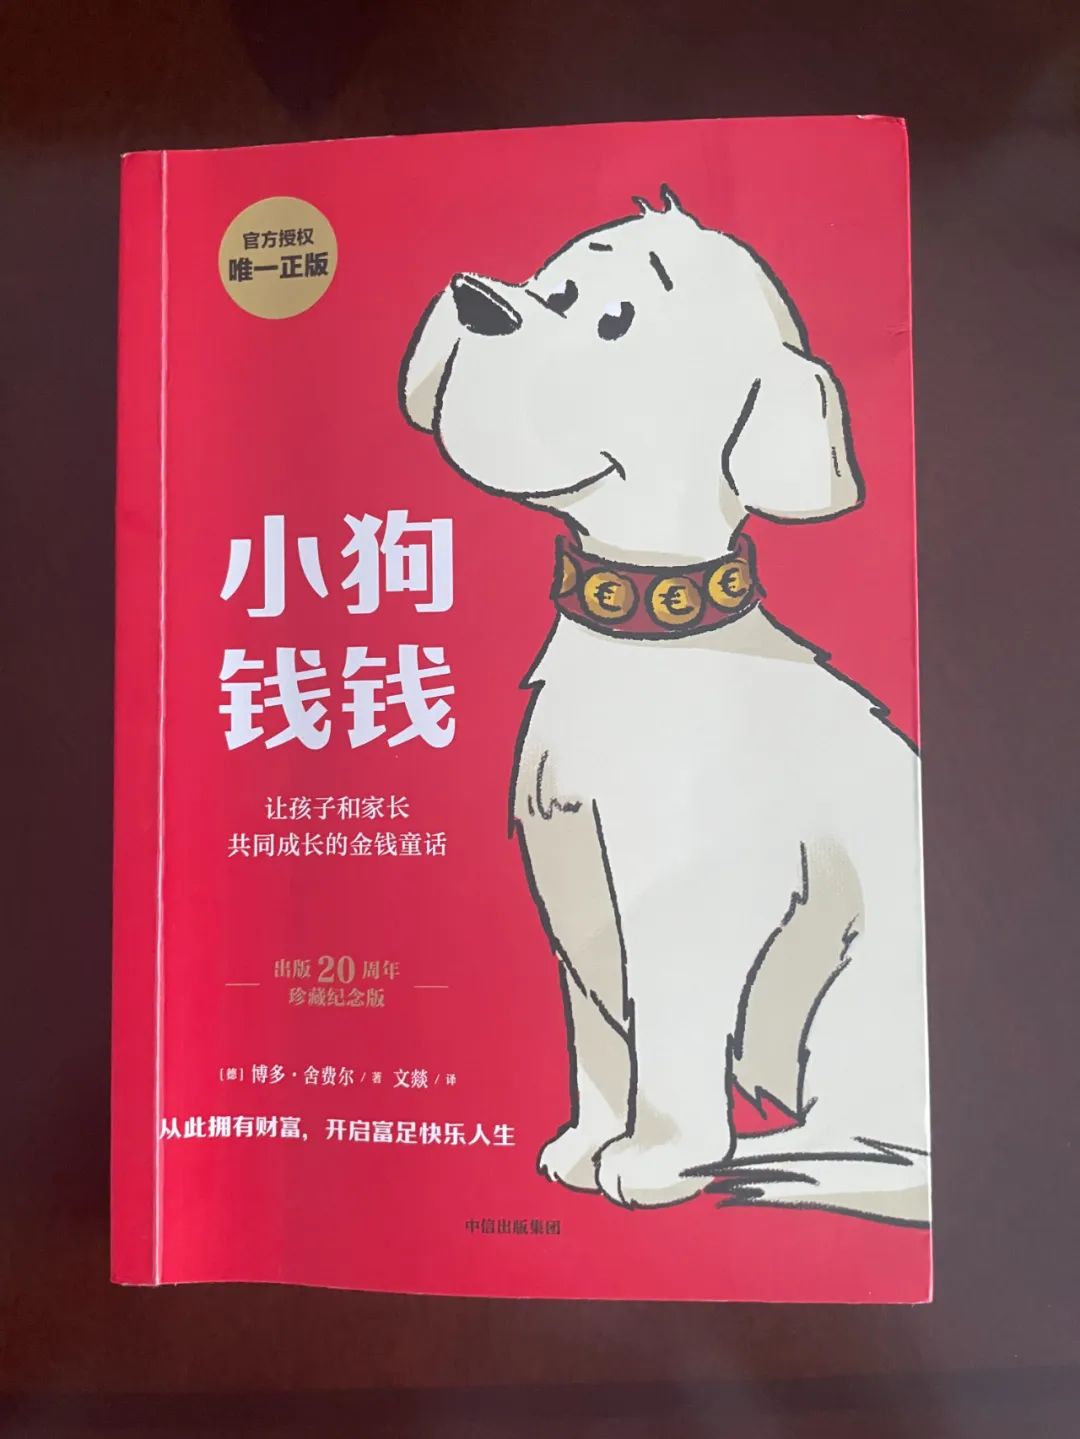 官方授权
唯一正版
小狗
钱钱
让孩子和家长
共同成长的金钱童话
出版20周年
珍藏纪念版
[德] 博多·舍费尔 / 著 文燚 / 译
从此拥有财富，开启富足快乐人生
中信出版集团
€ € €